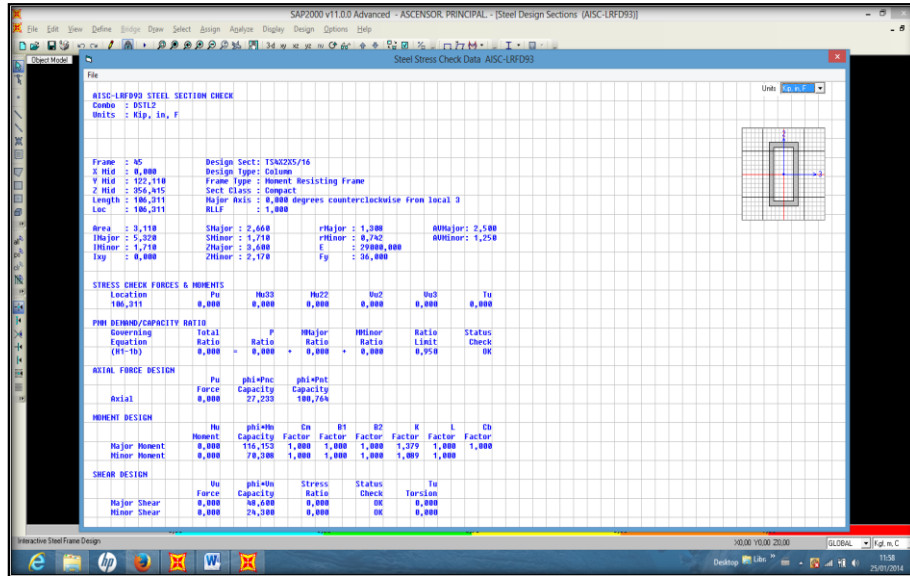 SAP2000 v11.0.0 Advanced - ASCENSOR. PRINCIPAL. - [Steel Design Sections (AISC-LRFD93)]
File Edit View Define Bridge Draw Select Assign Analyze Display Design Options Help
3-d xy xz yz nv
Object Model
Steel Stress Check Data AISC-LRFD93
File
Units Kip, in, F
AISC-LRFD93 STEEL SECTION CHECK
Combo : DSTL2
Units : Kip, in, F
Frame : 45 Design Sect: TS4X2X5/16
X Mid : 0,000 Design Type: Column
Y Mid : 122,110 Frame Type : Moment Resisting Frame
Z Mid : 356,415 Sect Class : Compact
Length : 106,311 Major Axis : 0,000 degrees counterclockwise from local 3
Loc : 106,311 RLLF : 1,000
Area : 3,110 SMajor : 2,660 rMajor : 1,308 AVMajor: 2,500
IMajor : 5,320 SMinor : 1,710 rMinor : 0,742 AVMinor: 1,250
IMinor : 1,710 ZMajor : 3,600 E : 29000,000
Ixy : 0,000 ZMinor : 2,170 Fy : 36,000
STRESS CHECK FORCES & MOMENTS
Location Pu Mu33 Mu22 Vu2 Vu3 Tu
106,311 0,000 0,000 0,000 0,000 0,000 0,000
PMM DEMAND/CAPACITY RATIO
Governing Total P MMajor MMinor Ratio Status
Equation Ratio Ratio Ratio Ratio Limit Check
(H1-1b) 0,000 = 0,000 + 0,000 + 0,000 0,950 OK
AXIAL FORCE DESIGN
Pu phi*Pnc phi*Pnt
Force Capacity Capacity
Axial 0,000 27,233 100,764
MOMENT DESIGN
Mu phi*Mn Cm B1 B2 K L Cb
Moment Capacity Factor Factor Factor Factor Factor Factor
Major Moment 0,000 116,153 1,000 1,000 1,000 1,379 1,000 1,000
Minor Moment 0,000 70,308 1,000 1,000 1,000 1,089 1,000
SHEAR DESIGN
Vu phi*Vn Stress Status Tu
Force Capacity Ratio Check Torsion
Major Shear 0,000 48,600 0,000 OK 0,000
Minor Shear 0,000 24,300 0,000 OK 0,000
Interactive Steel Frame Design
X0,00 Y0,00 Z0,00 GLOBAL Kgf, m, C
Desktop Libr. 11:58
25/01/2014